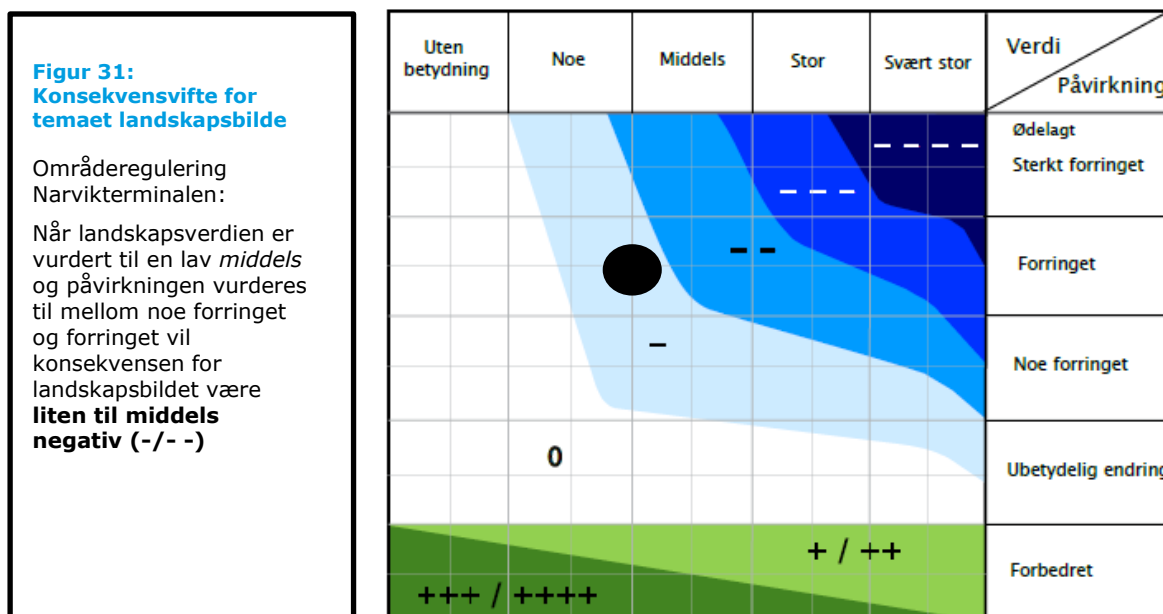 Figur 31:
Konsekvensvifte for
temaet landskapsbilde
Områderegulering
Narvikterminalen:
Når landskapsverdien er
vurdert til en lav middels
og påvirkningen vurderes
til mellom noe forringet
og forringet vil
konsekvensen for
landskapsbildet være
liten til middels
negativ (-/- -)
Uten
betydning
Noe
Middels
Stor
Svært stor
Verdi
Påvirkning
Ødelagt
Sterkt forringet
Forringet
Noe forringet
Ubetydelig endring
Forbedret
– – – –
– – –
– –
–
0
+ / ++
+++ / ++++